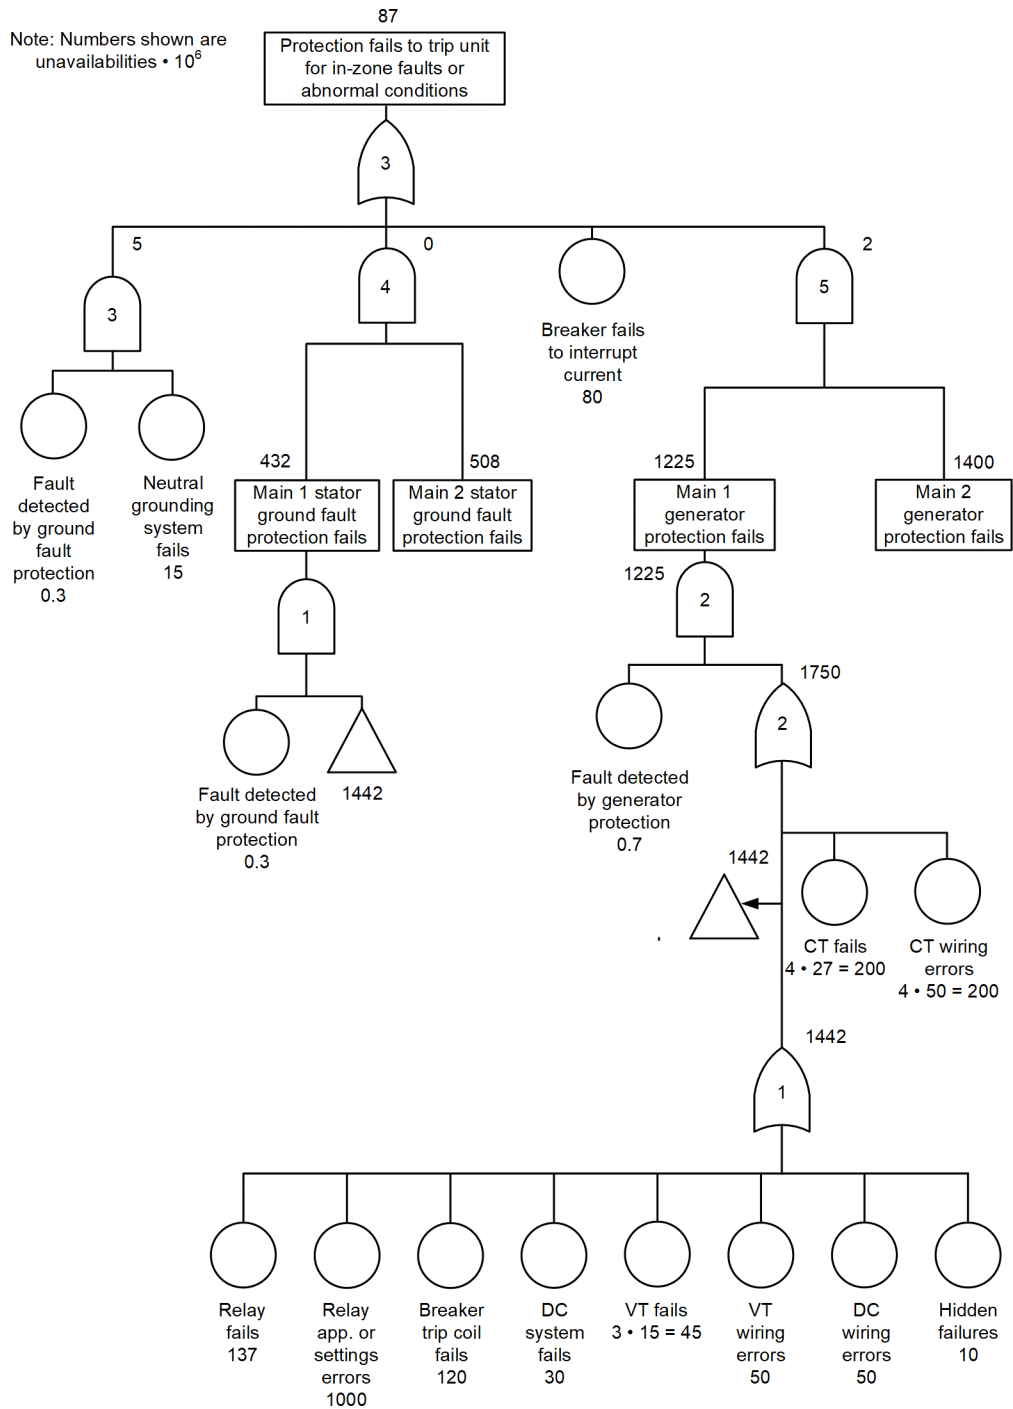 87
Note: Numbers shown are
unavailabilities • 10⁶
Protection fails to trip unit
for in-zone faults or
abnormal conditions
3
5
0
2
3
4
5
Breaker fails
to interrupt
current
80
Fault
detected
by ground
fault
protection
0.3
Neutral
grounding
system
fails
15
432
508
Main 1 stator
ground fault
protection fails
Main 2 stator
ground fault
protection fails
1225
1400
Main 1
generator
protection fails
Main 2
generator
protection fails
1
1225
2
Fault detected
by ground fault
protection
0.3
1442
1750
2
Fault detected
by generator
protection
0.7
1442
CT fails
4 • 27 = 200
CT wiring
errors
4 • 50 = 200
1442
1
Relay
fails
137
Relay
app. or
settings
errors
1000
Breaker
trip coil
fails
120
DC
system
fails
30
VT fails
3 • 15 = 45
VT
wiring
errors
50
DC
wiring
errors
50
Hidden
failures
10